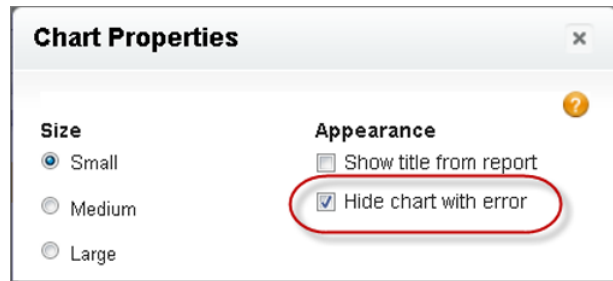 Chart Properties
Size
Small
Medium
Large
Appearance
Show title from report
Hide chart with error